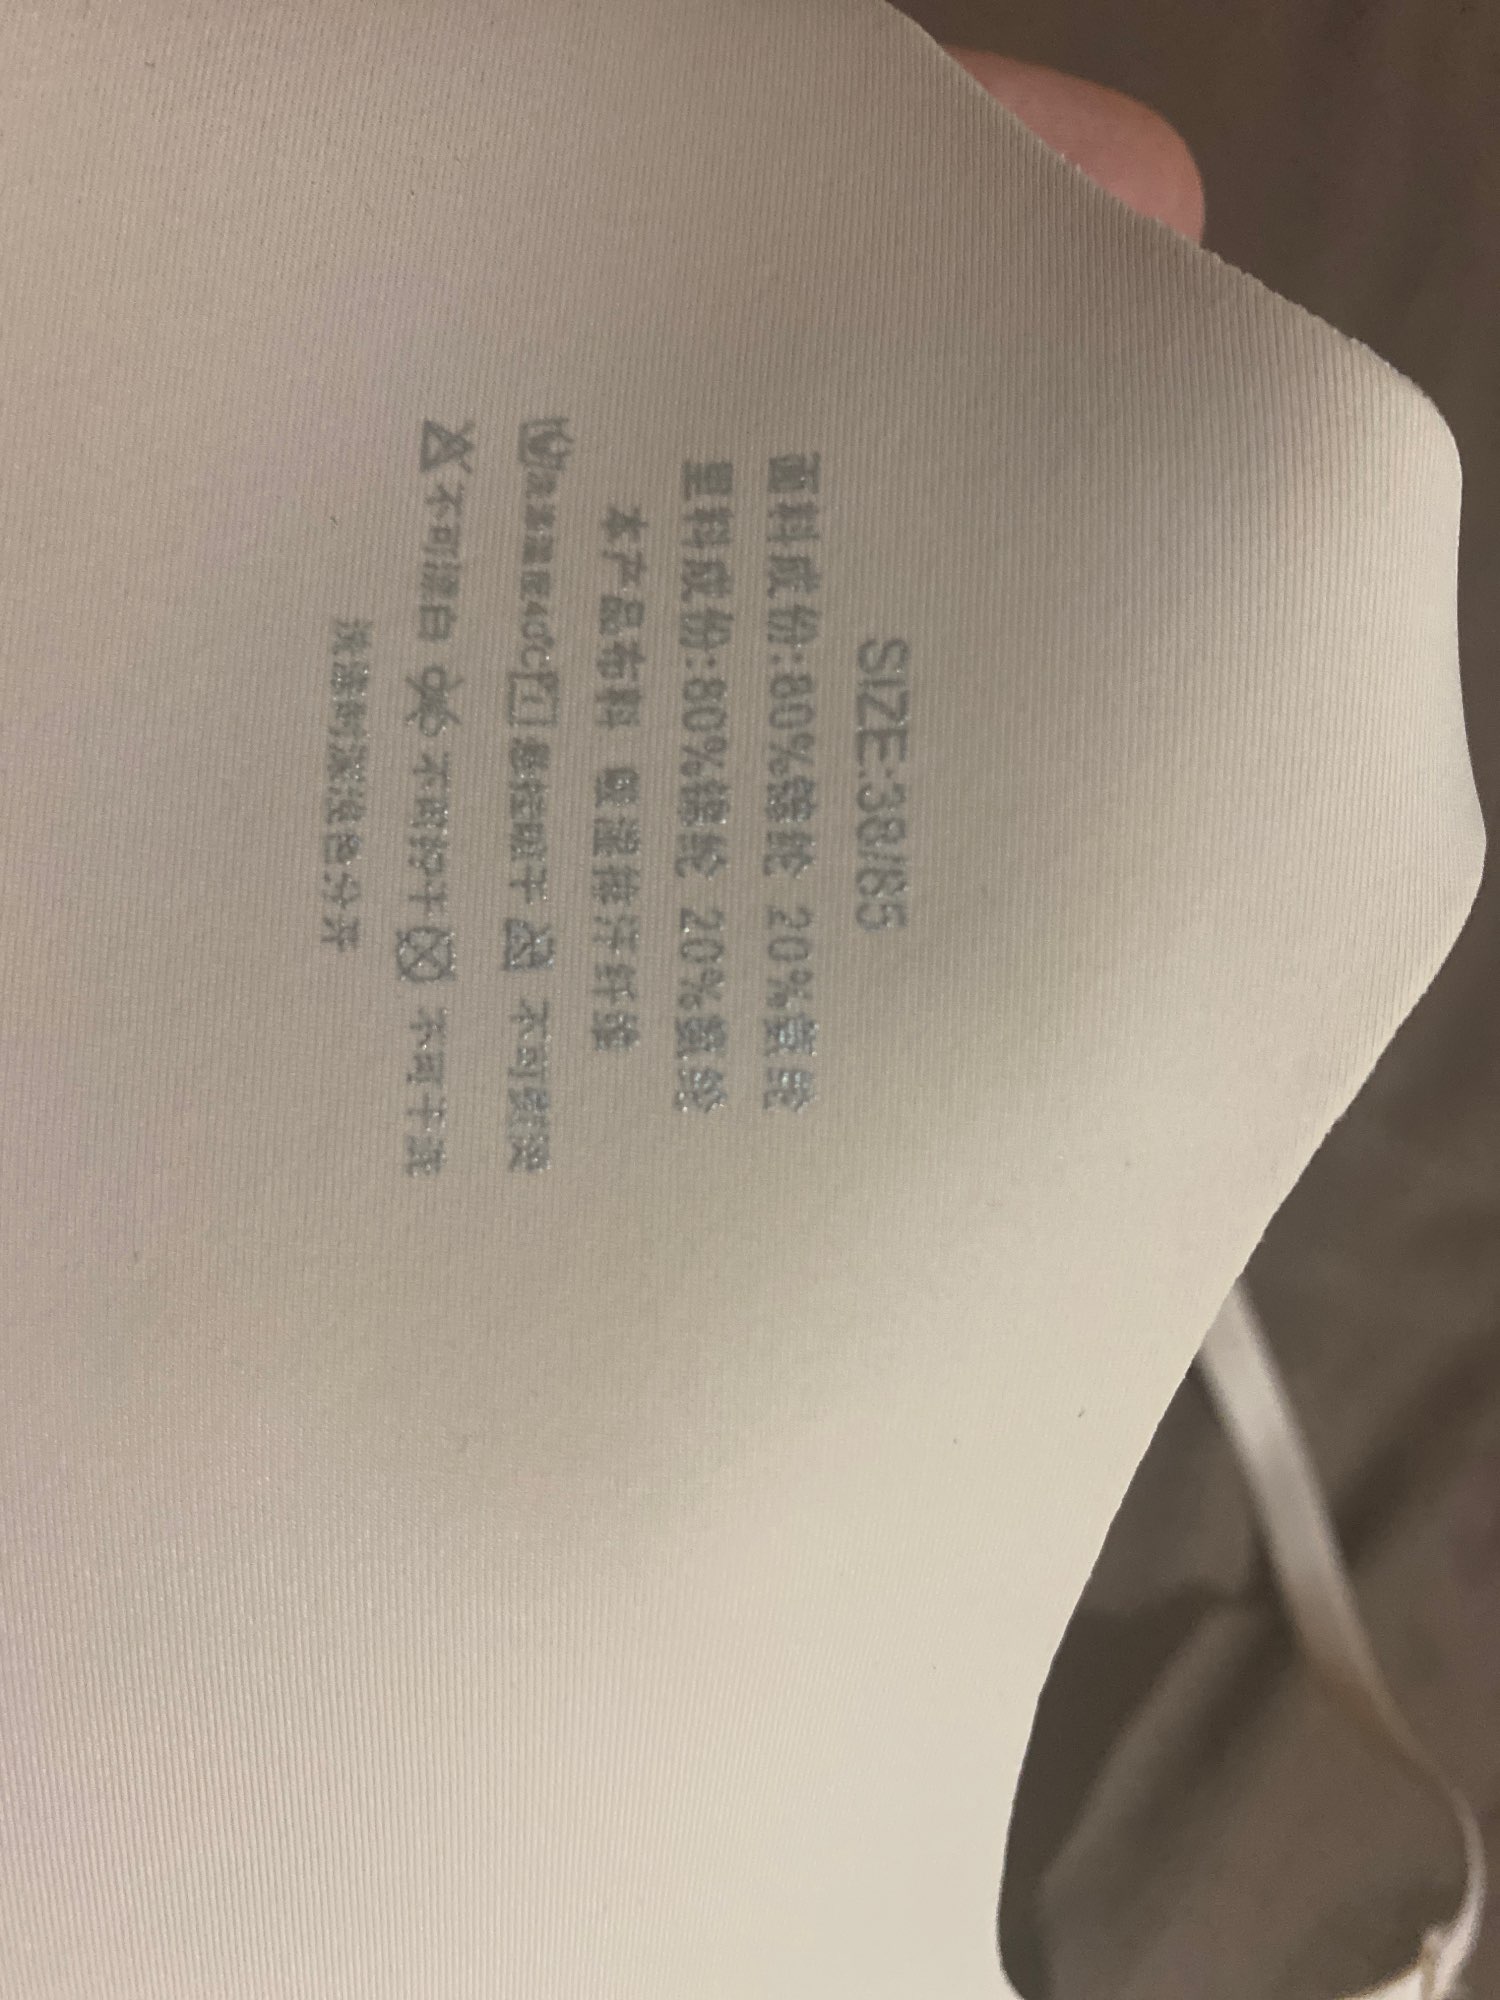 SIZE:38/85
面料成份:80%锦纶 20%氨纶
里料成份:80%锦纶 20%氨纶
本产品布料 吸湿排汗纤维
洗涤温度40℃ 悬挂晾干 不可熨烫
不可漂白 不可拧干 不可干洗
洗涤时深浅色分开